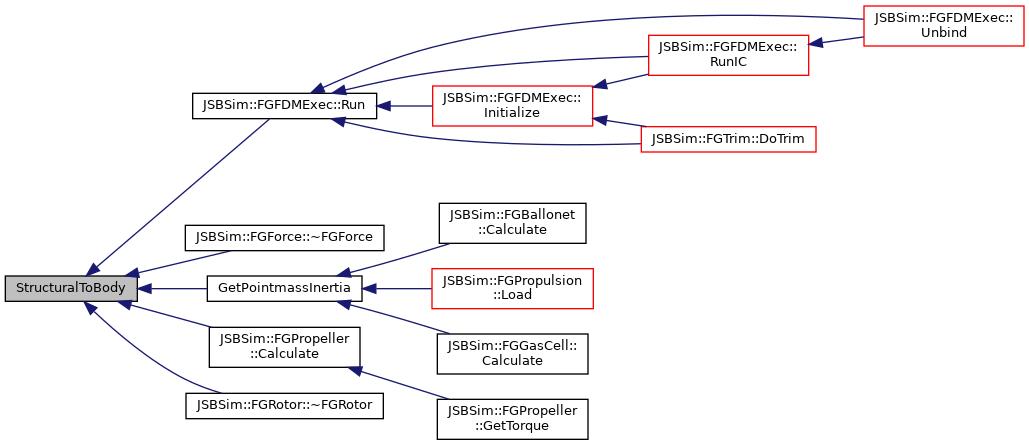 JSBSim::FGFDMExec::
Unbind
JSBSim::FGFDMExec::
RunIC
JSBSim::FGFDMExec::Run
JSBSim::FGFDMExec::
Initialize
JSBSim::FGTrim::DoTrim
JSBSim::FGBallonet
::Calculate
JSBSim::FGForce::~FGForce
StructuralToBody
GetPointmassInertia
JSBSim::FGPropulsion
::Load
JSBSim::FGPropeller
::Calculate
JSBSim::FGGasCell::
Calculate
JSBSim::FGRotor::~FGRotor
JSBSim::FGPropeller
::GetTorque